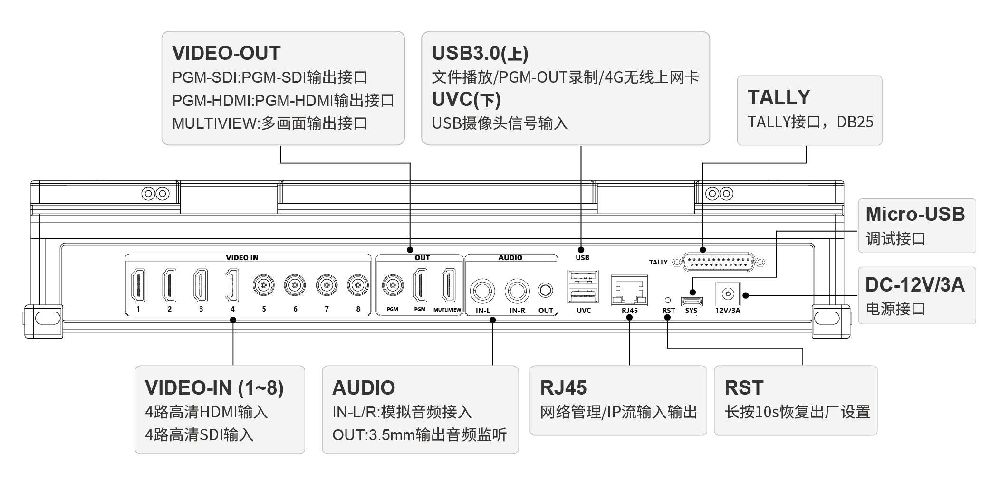 VIDEO-OUT
PGM-SDI:PGM-SDI输出接口
PGM-HDMI:PGM-HDMI输出接口
MULTIVIEW:多画面输出接口
USB3.0(上)
文件播放/PGM-OUT录制/4G无线上网卡
UVC(下)
USB摄像头信号输入
TALLY
TALLY接口，DB25
Micro-USB
调试接口
DC-12V/3A
电源接口
VIDEO IN
1 2 3 4 5 6 7 8
OUT
PGM PGM MUTLIVIEW
AUDIO
IN-L IN-R OUT
USB
UVC
RJ45
TALLY
RST SYS 12V/3A
VIDEO-IN (1~8)
4路高清HDMI输入
4路高清SDI输入
AUDIO
IN-L/R:模拟音频接入
OUT:3.5mm输出音频监听
RJ45
网络管理/IP流输入输出
RST
长按10s恢复出厂设置